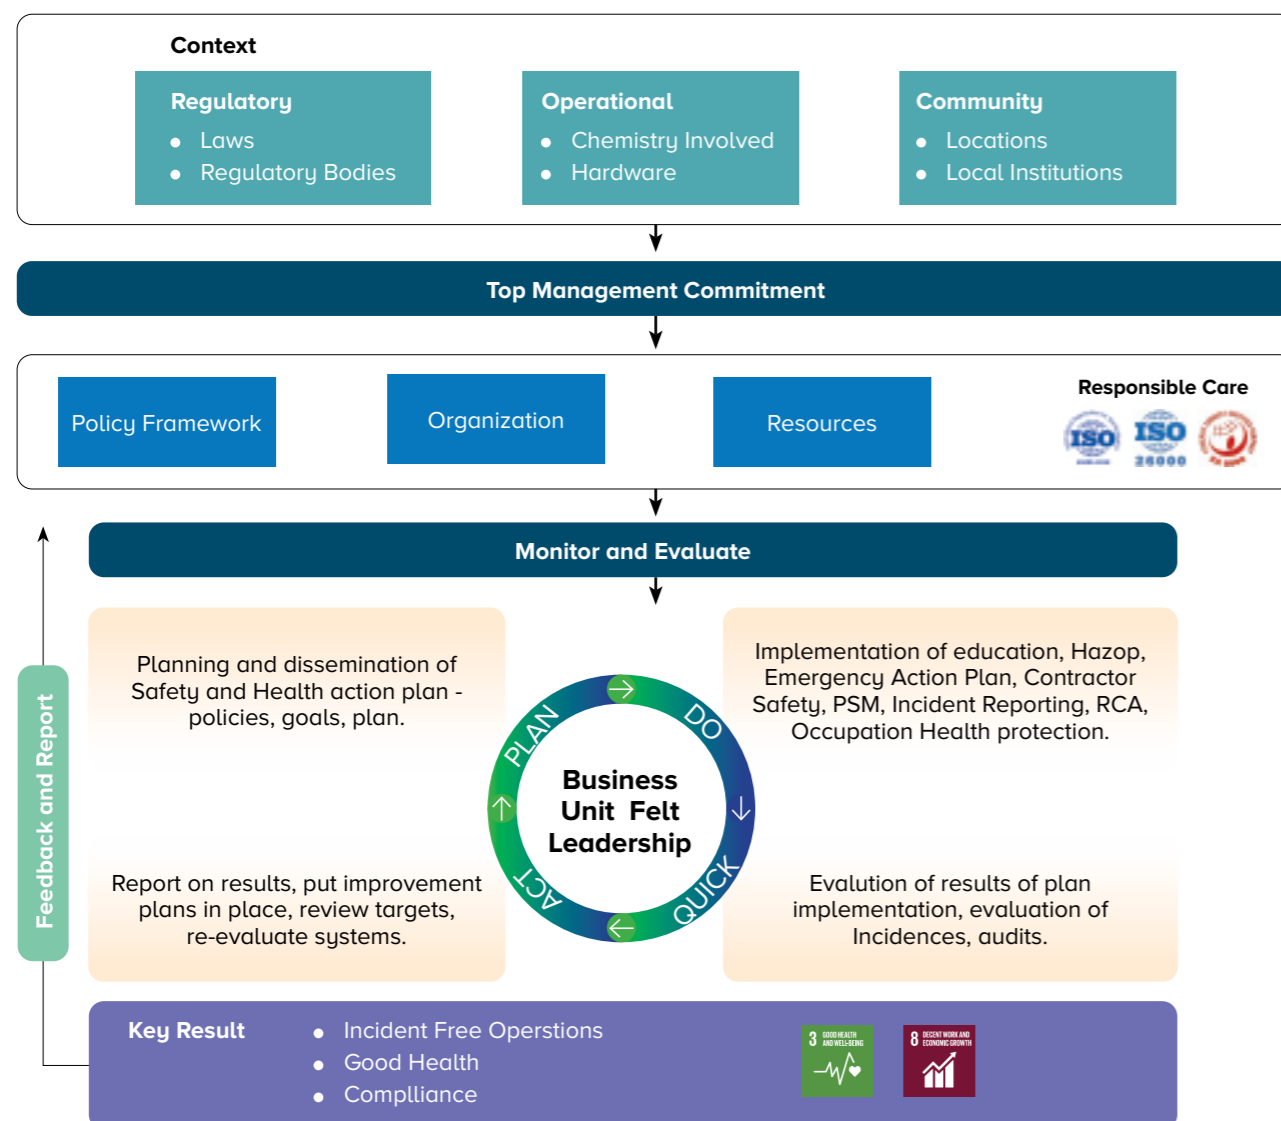 Context
Regulatory
● Laws
● Regulatory Bodies
Operational
● Chemistry Involved
● Hardware
Community
● Locations
● Local Institutions
Top Management Commitment
Policy Framework
Organization
Resources
Responsible Care
ISO
ISO
26000
Monitor and Evaluate
Feedback and Report
Planning and dissemination of
Safety and Health action plan -
policies, goals, plan.
Implementation of education, Hazop,
Emergency Action Plan, Contractor
Safety, PSM, Incident Reporting, RCA,
Occupation Health protection.
PLAN
DO
QUICK
ACT
Business
Unit Felt
Leadership
Report on results, put improvement
plans in place, review targets,
re-evaluate systems.
Evalution of results of plan
implementation, evaluation of
Incidences, audits.
Key Result
● Incident Free Operstions
● Good Health
● Complliance
3 GOOD HEALTH
AND WELL-BEING
8 DECENT WORK AND
ECONOMIC GROWTH